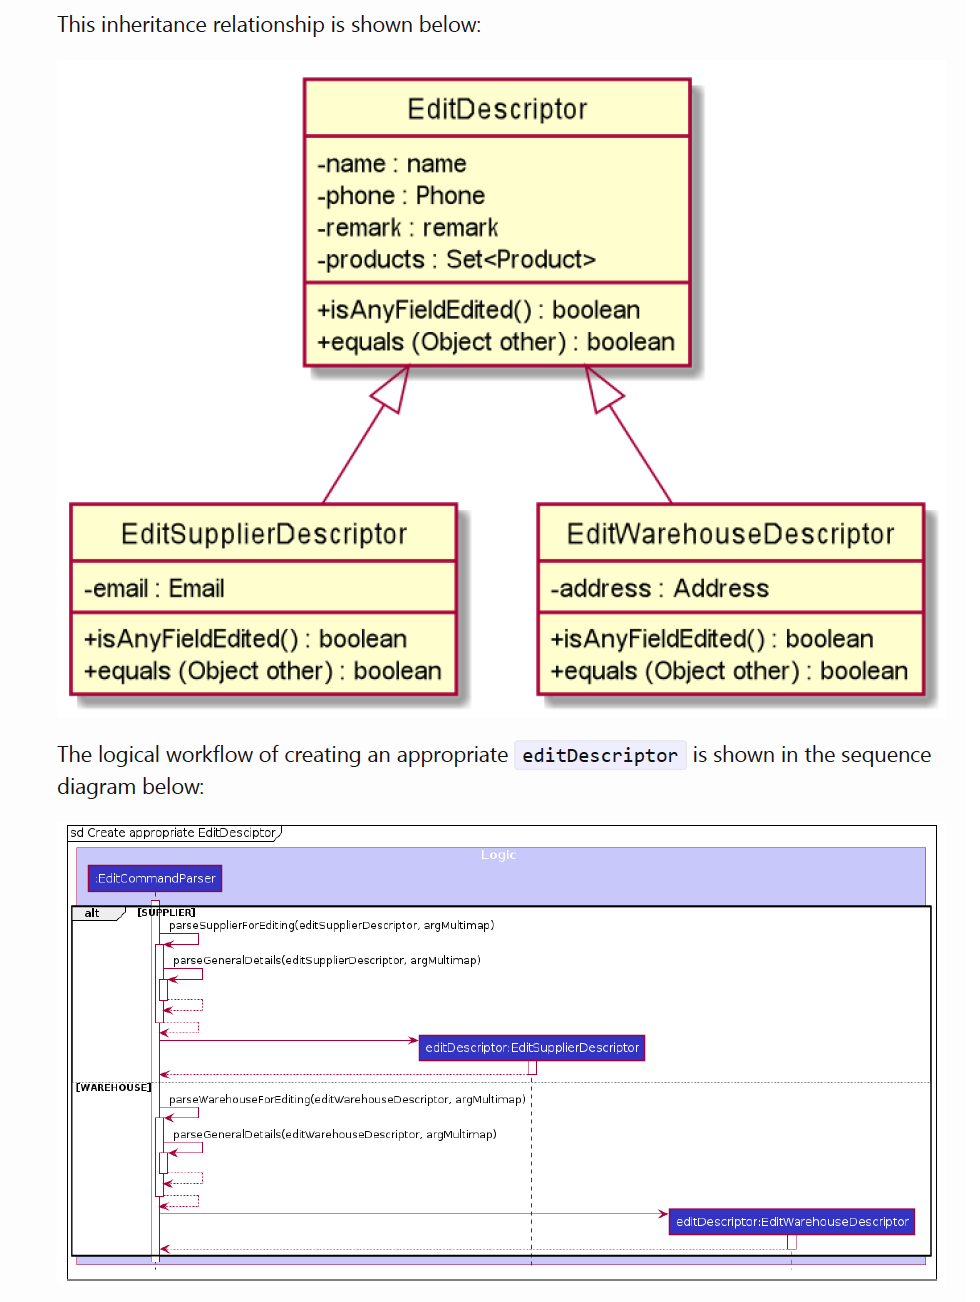 This inheritance relationship is shown below:
EditDescriptor
-name : name
-phone : Phone
-remark : remark
-products : Set<Product>
+isAnyFieldEdited() : boolean
+equals (Object other) : boolean
EditSupplierDescriptor
-email : Email
+isAnyFieldEdited() : boolean
+equals (Object other) : boolean
EditWarehouseDescriptor
-address : Address
+isAnyFieldEdited() : boolean
+equals (Object other) : boolean
The logical workflow of creating an appropriate editDescriptor is shown in the sequence
diagram below:
sd Create appropriate EditDesciptor
Logic
:EditCommandParser
alt [SUPPLIER]
parseSupplierForEditing(editSupplierDescriptor, argMultimap)
parseGeneralDetails(editSupplierDescriptor, argMultimap)
editDescriptor:EditSupplierDescriptor
[WAREHOUSE]
parseWarehouseForEditing(editWarehouseDescriptor, argMultimap)
parseGeneralDetails(editWarehouseDescriptor, argMultimap)
editDescriptor:EditWarehouseDescriptor